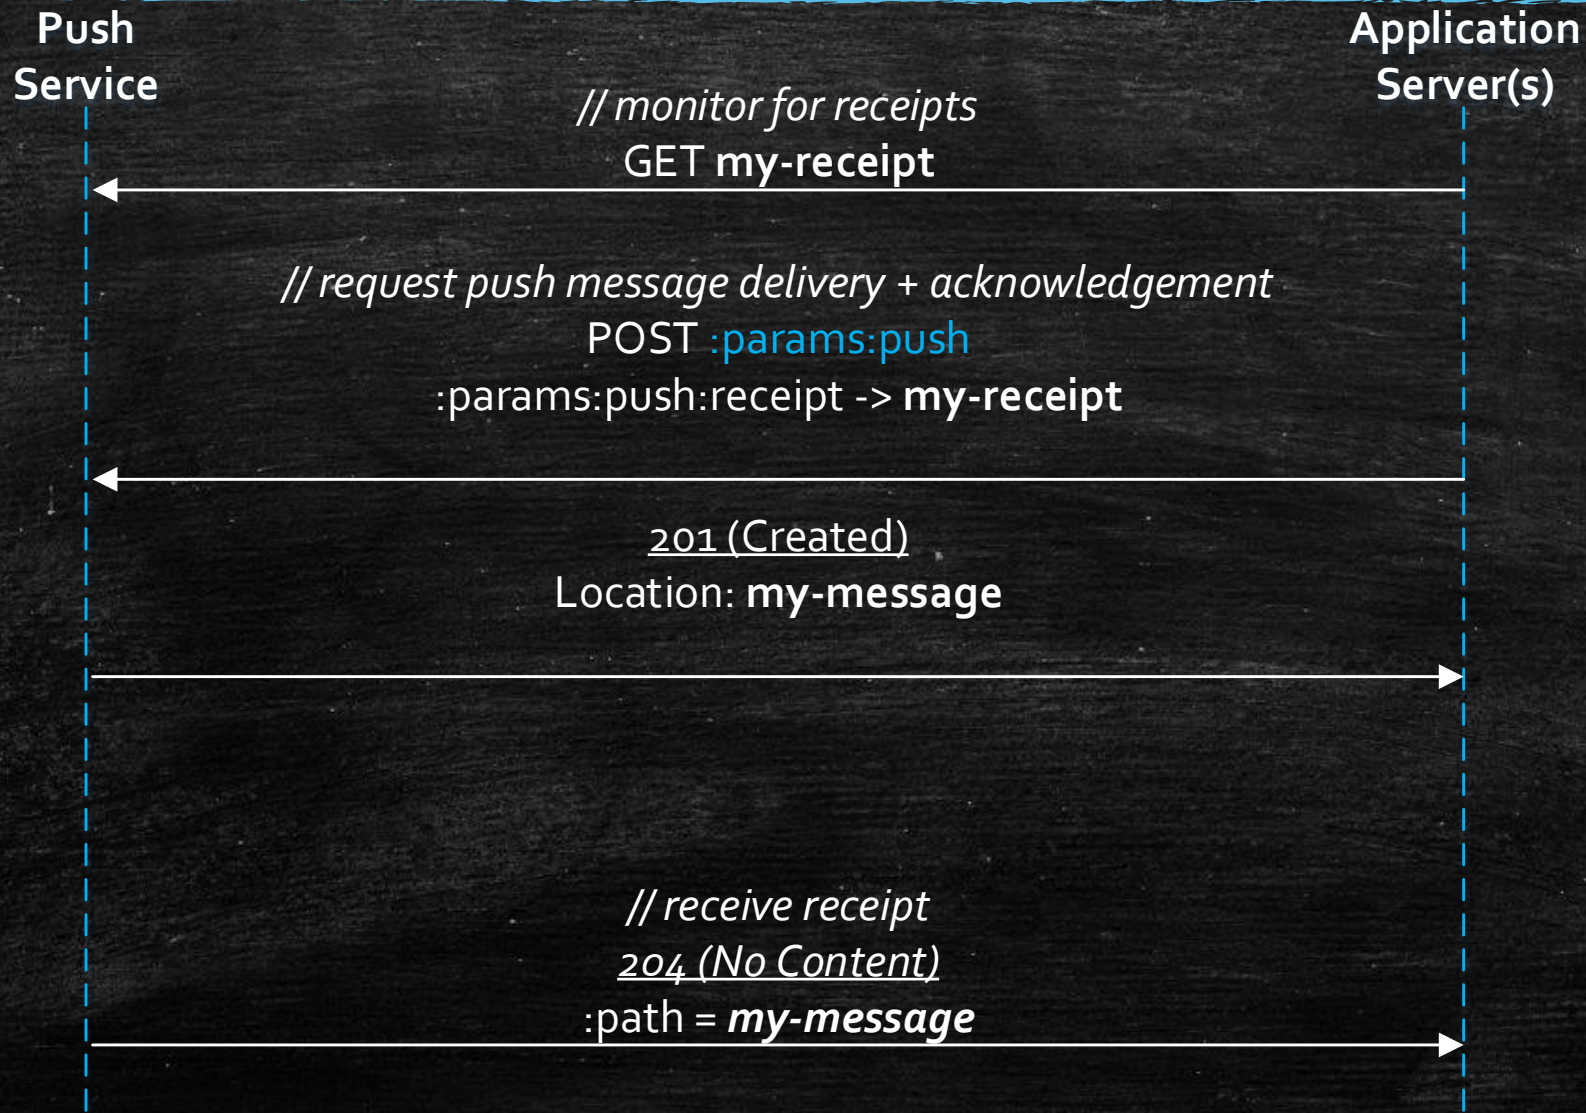 Push
Service
Application
Server(s)
// monitor for receipts
GET my-receipt
// request push message delivery + acknowledgement
POST :params:push
:params:push:receipt -> my-receipt
201 (Created)
Location: my-message
// receive receipt
204 (No Content)
:path = my-message